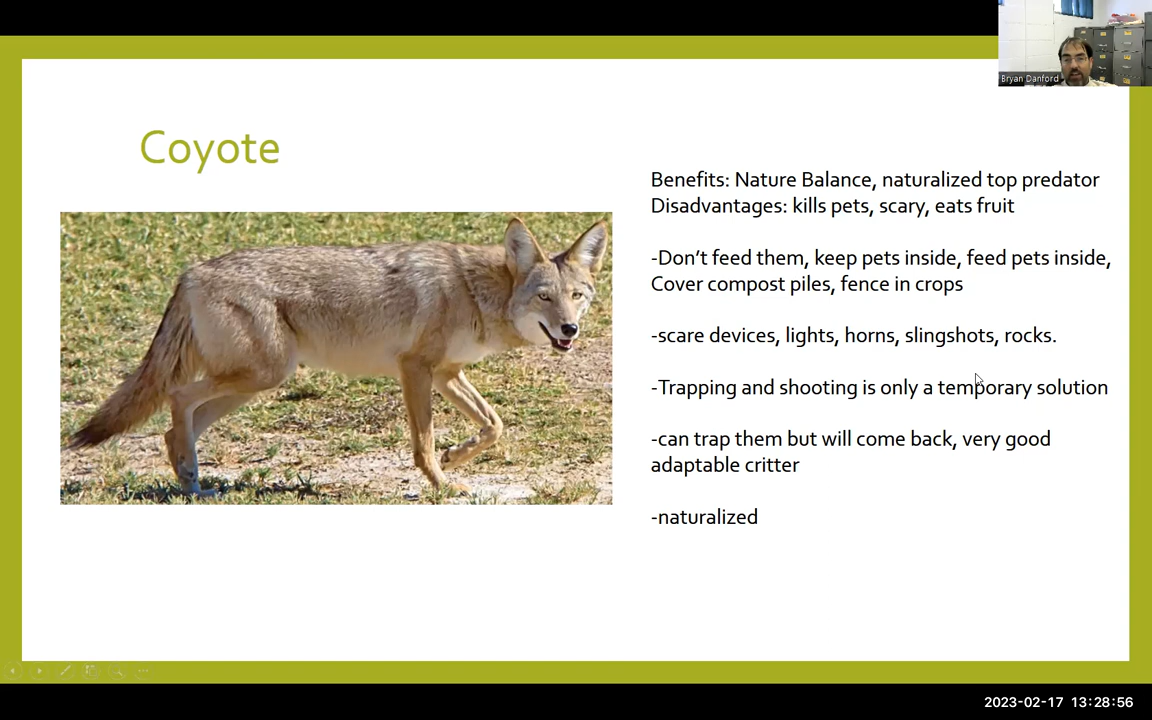 Bryan Danford
Coyote
Benefits: Nature Balance, naturalized top predator
Disadvantages: kills pets, scary, eats fruit
-Don’t feed them, keep pets inside, feed pets inside,
Cover compost piles, fence in crops
-scare devices, lights, horns, slingshots, rocks.
-Trapping and shooting is only a temporary solution
-can trap them but will come back, very good
adaptable critter
-naturalized
2023-02-17 13:28:56